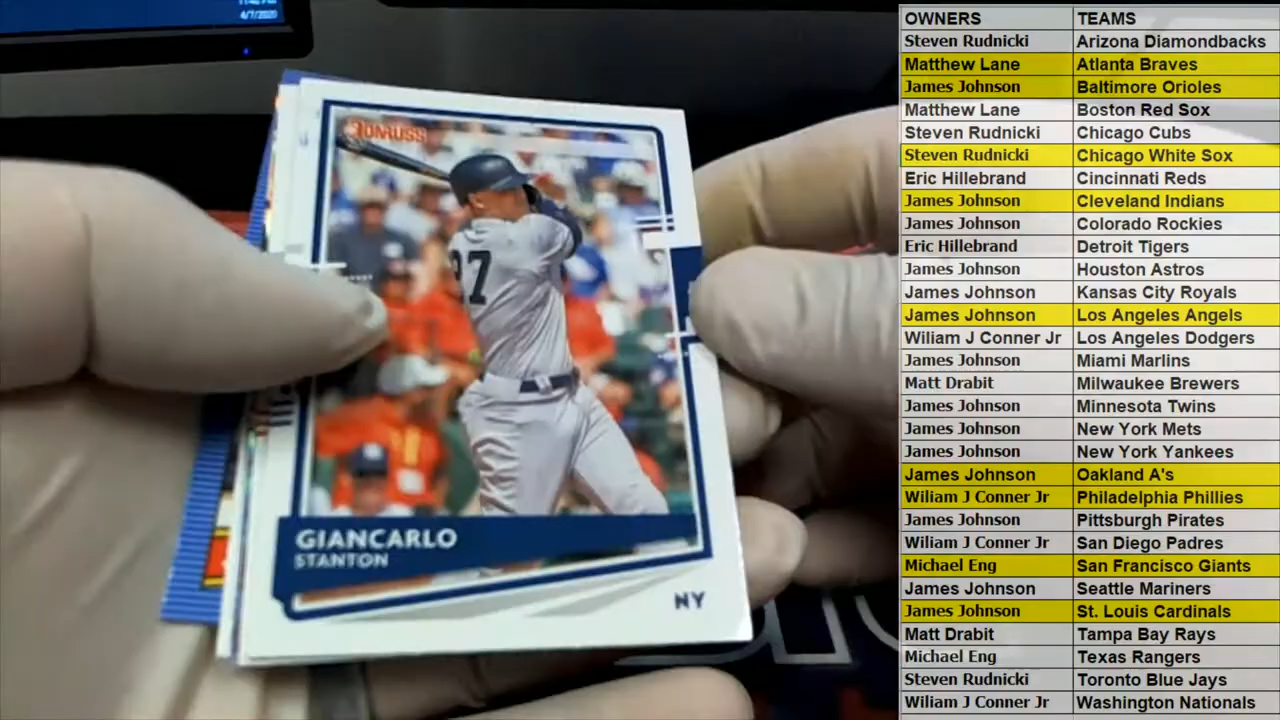 11:42 PM
4/7/2020
DONRUSS
27
GIANCARLO
STANTON
NY
OWNERS TEAMS
Steven Rudnicki Arizona Diamondbacks
Matthew Lane Atlanta Braves
James Johnson Baltimore Orioles
Matthew Lane Boston Red Sox
Steven Rudnicki Chicago Cubs
Steven Rudnicki Chicago White Sox
Eric Hillebrand Cincinnati Reds
James Johnson Cleveland Indians
James Johnson Colorado Rockies
Eric Hillebrand Detroit Tigers
James Johnson Houston Astros
James Johnson Kansas City Royals
James Johnson Los Angeles Angels
Wiliam J Conner Jr Los Angeles Dodgers
James Johnson Miami Marlins
Matt Drabit Milwaukee Brewers
James Johnson Minnesota Twins
James Johnson New York Mets
James Johnson New York Yankees
James Johnson Oakland A's
Wiliam J Conner Jr Philadelphia Phillies
James Johnson Pittsburgh Pirates
Wiliam J Conner Jr San Diego Padres
Michael Eng San Francisco Giants
James Johnson Seattle Mariners
James Johnson St. Louis Cardinals
Matt Drabit Tampa Bay Rays
Michael Eng Texas Rangers
Steven Rudnicki Toronto Blue Jays
Wiliam J Conner Jr Washington Nationals